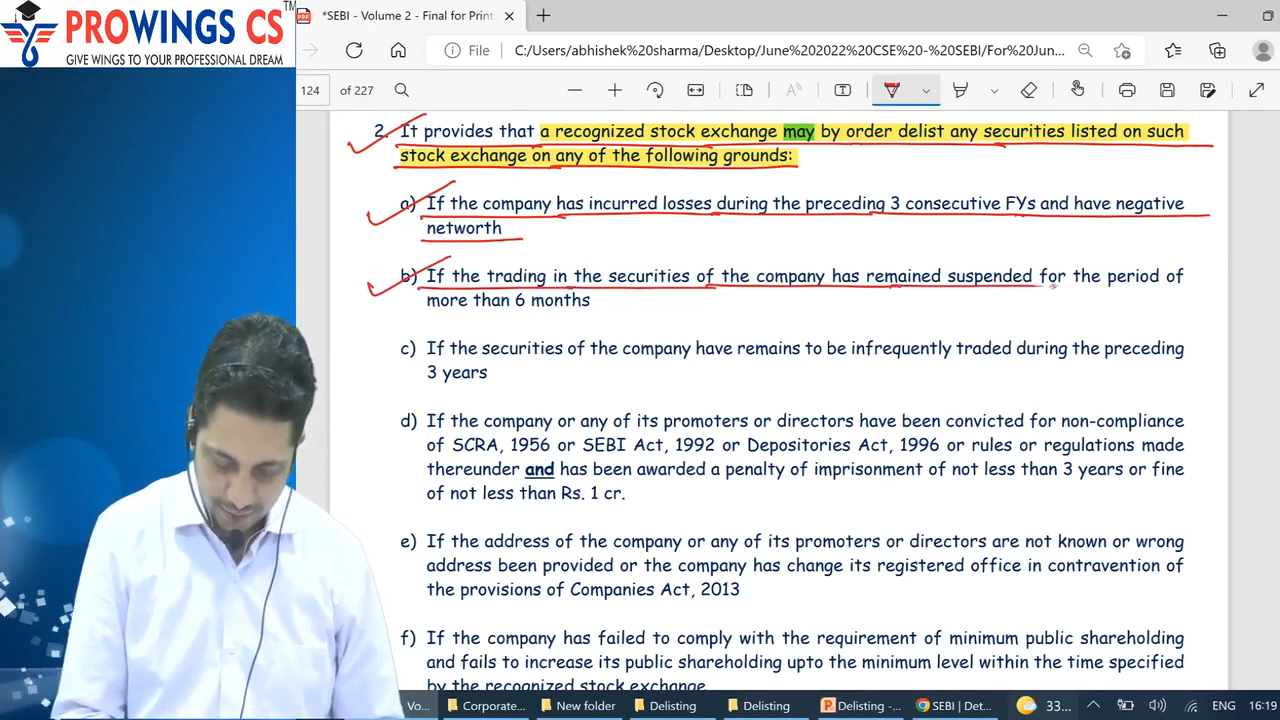 PROWINGS CS
TM
GIVE WINGS TO YOUR PROFESSIONAL DREAM
*SEBI - Volume 2 - Final for Print
File
C:/Users/abhishek%20sharma/Desktop/June%202022%20CSE%20-%20SEBI/For%20Jun...
124
of 227
2. It provides that a recognized stock exchange may by order delist any securities listed on such
stock exchange on any of the following grounds:
a) If the company has incurred losses during the preceding 3 consecutive FYs and have negative
networth
b) If the trading in the securities of the company has remained suspended for the period of
more than 6 months
c) If the securities of the company have remains to be infrequently traded during the preceding
3 years
d) If the company or any of its promoters or directors have been convicted for non-compliance
of SCRA, 1956 or SEBI Act, 1992 or Depositories Act, 1996 or rules or regulations made
thereunder and has been awarded a penalty of imprisonment of not less than 3 years or fine
of not less than Rs. 1 cr.
e) If the address of the company or any of its promoters or directors are not known or wrong
address been provided or the company has change its registered office in contravention of
the provisions of Companies Act, 2013
f) If the company has failed to comply with the requirement of minimum public shareholding
and fails to increase its public shareholding upto the minimum level within the time specified
by the recognized stock exchange
Vo...
Corporate...
New folder
Delisting
Delisting
Delisting -...
SEBI | Det...
33...
ENG
16:19